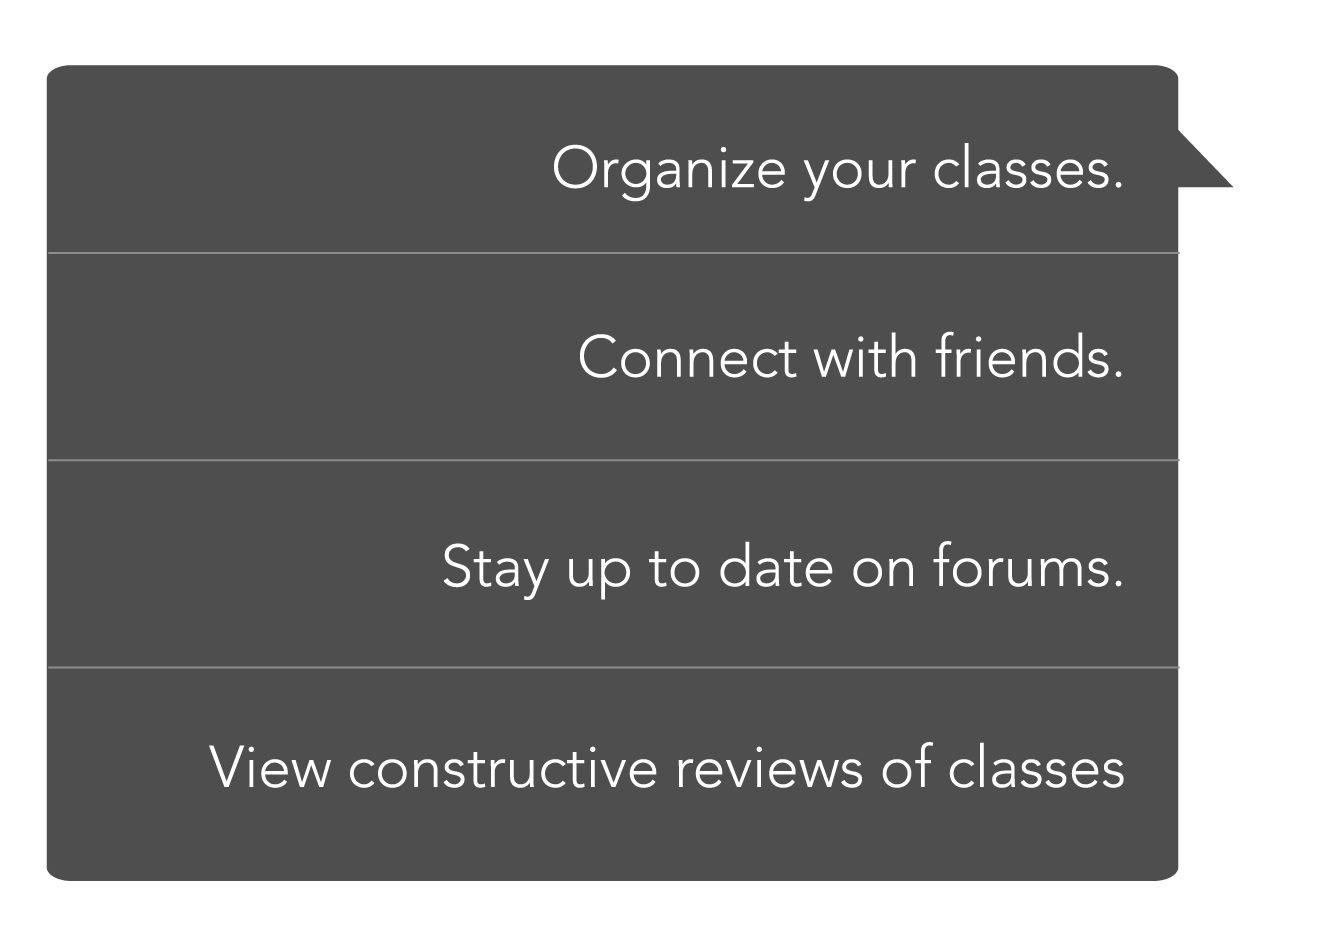 Organize your classes.
Connect with friends.
Stay up to date on forums.
View constructive reviews of classes